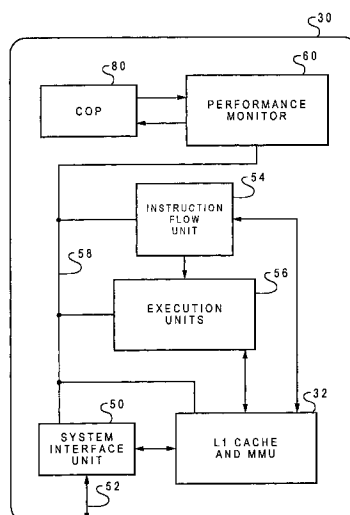 30
80
60
COP
PERFORMANCE
MONITOR
54
INSTRUCTION
FLOW
UNIT
58
56
EXECUTION
UNITS
50
32
SYSTEM
INTERFACE
UNIT
L1 CACHE
AND MMU
52